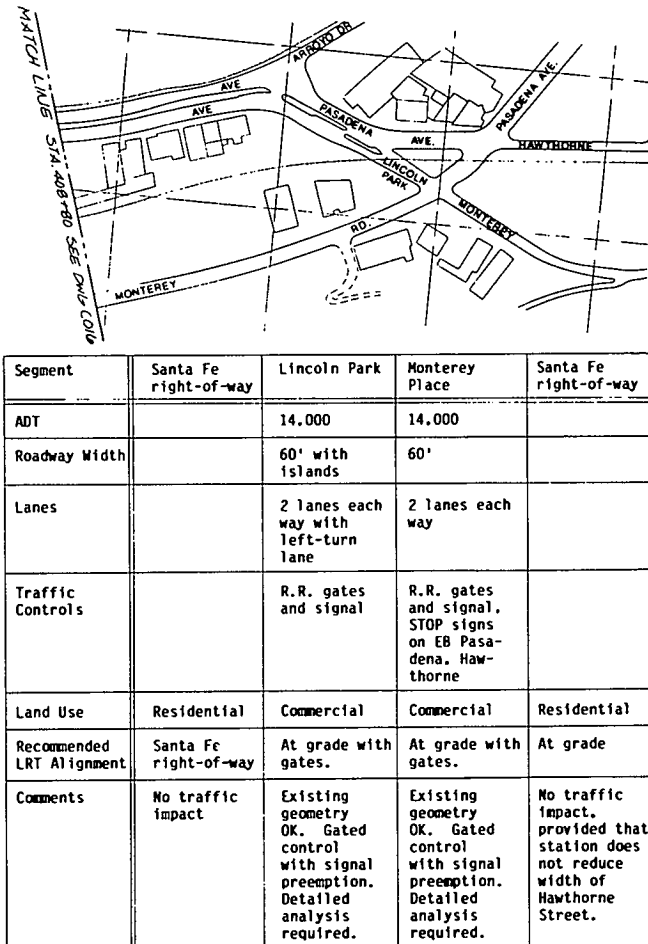 MATCH LINE STA 408+80 SEE DWG C016
ARROYO DR
AVE
AVE
PASADENA
AVE.
PASADENA AVE.
HAWTHORNE
LINCOLN
PARK
MONTEREY
RD.
MONTEREY
Segment
Santa Fe
right-of-way
Lincoln Park
Monterey
Place
Santa Fe
right-of-way
ADT
14.000
14.000
Roadway Width
60' with
islands
60'
Lanes
2 lanes each
way with
left-turn
lane
2 lanes each
way
Traffic
Controls
R.R. gates
and signal
R.R. gates
and signal.
STOP signs
on EB Pasa-
dena. Haw-
thorne
Land Use
Residential
Commercial
Commercial
Residential
Recommended
LRT Alignment
Santa Fe
right-of-way
At grade with
gates.
At grade with
gates.
At grade
Comments
No traffic
impact
Existing
geometry
OK. Gated
control
with signal
preemption.
Detailed
analysis
required.
Existing
geometry
OK. Gated
control
with signal
preemption.
Detailed
analysis
required.
No traffic
impact.
provided that
station does
not reduce
width of
Hawthorne
Street.